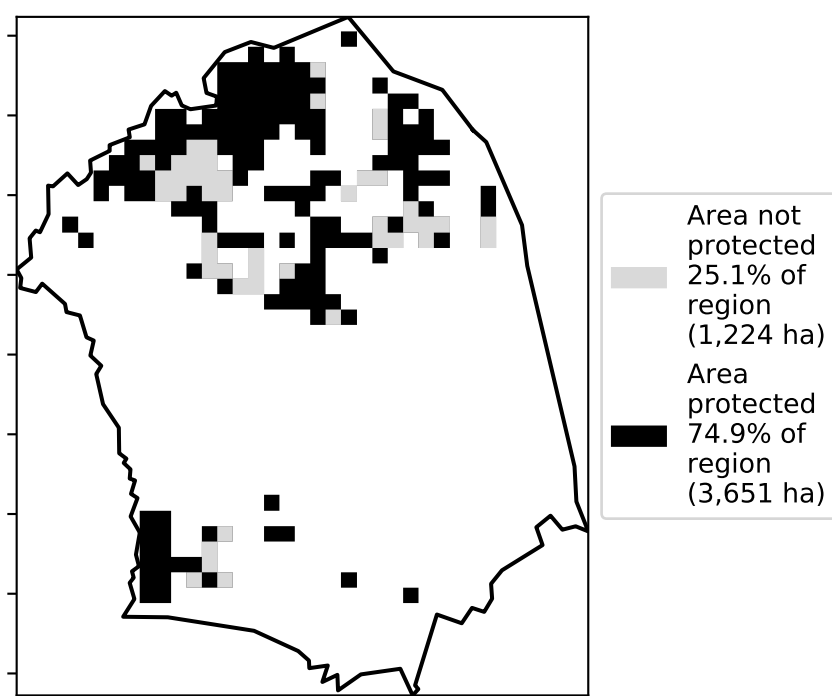 Area not
protected
25.1% of
region
(1,224 ha)
Area
protected
74.9% of
region
(3,651 ha)